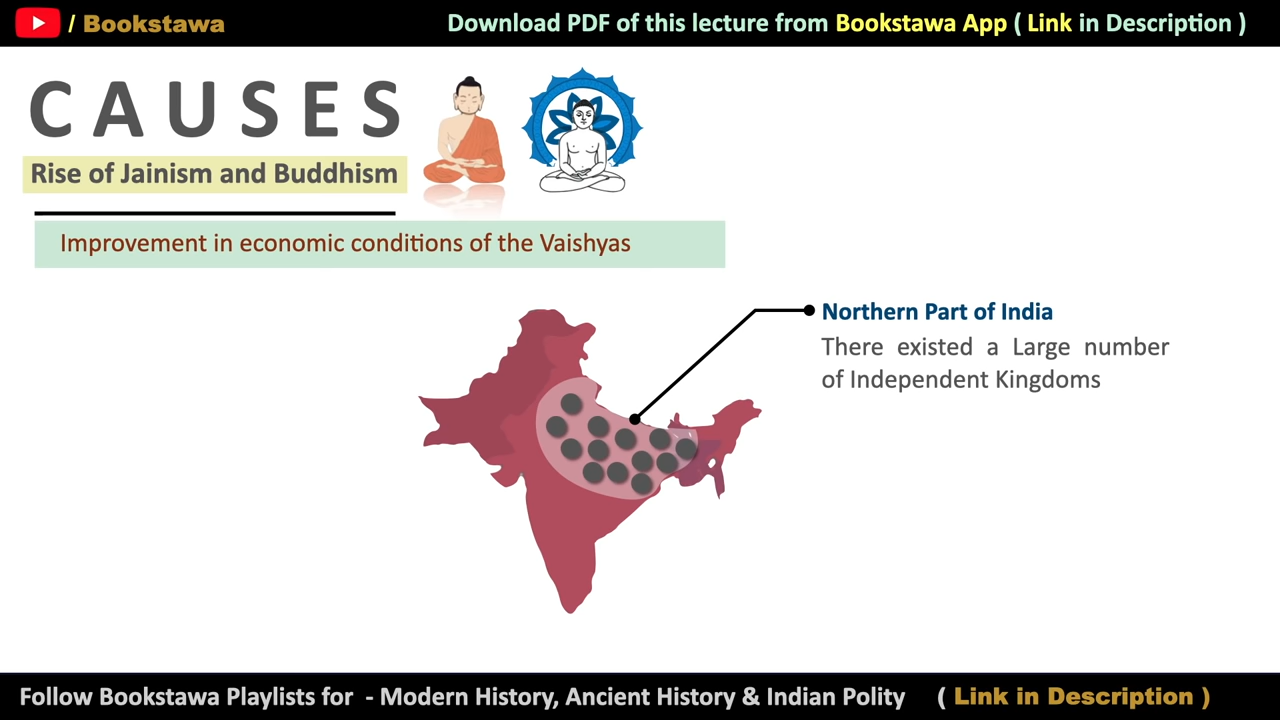 / Bookstawa
Download PDF of this lecture from Bookstawa App ( Link in Description )
CAUSES
Rise of Jainism and Buddhism
Improvement in economic conditions of the Vaishyas
Northern Part of India
There existed a Large number
of Independent Kingdoms
Follow Bookstawa Playlists for - Modern History, Ancient History & Indian Polity ( Link in Description )